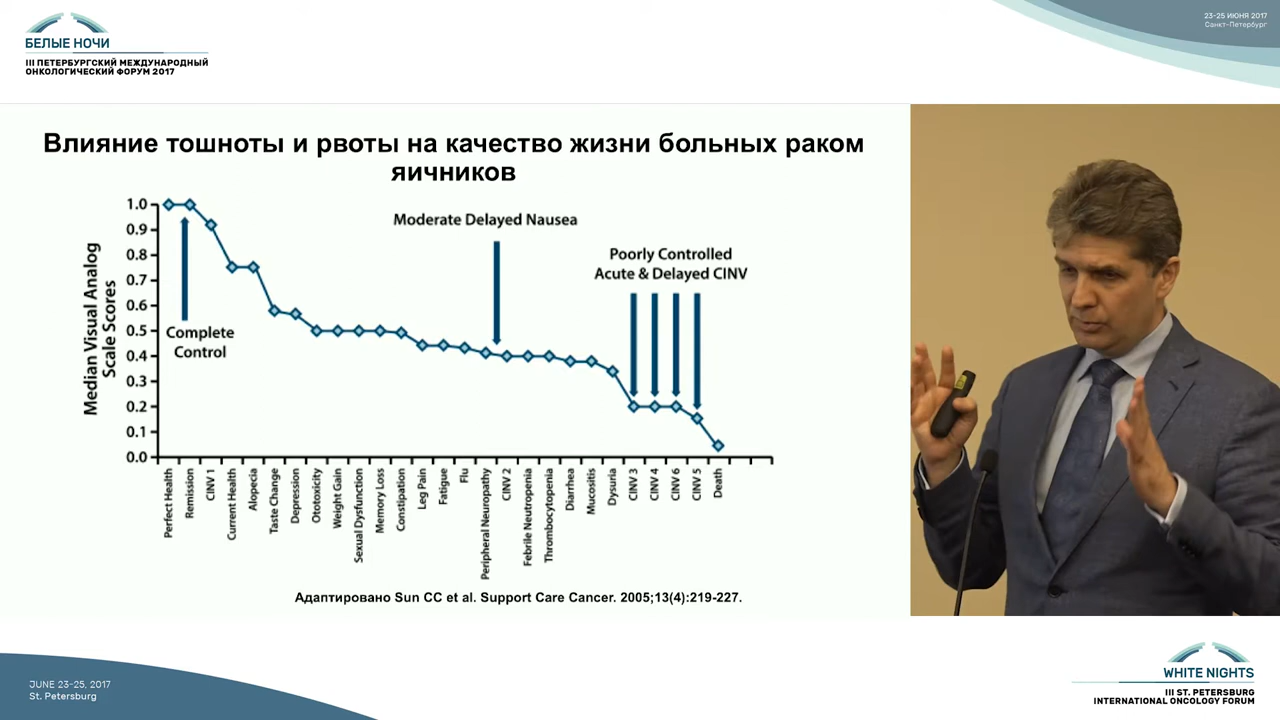 БЕЛЫЕ НОЧИ
III ПЕТЕРБУРГСКИЙ МЕЖДУНАРОДНЫЙ
ОНКОЛОГИЧЕСКИЙ ФОРУМ 2017
23-25 ИЮНЯ 2017
Санкт-Петербург
Влияние тошноты и рвоты на качество жизни больных раком
яичников
Median Visual Analog
Scale Scores
1.0
0.9
0.8
0.7
0.6
0.5
0.4
0.3
0.2
0.1
0.0
Complete
Control
Moderate Delayed Nausea
Poorly Controlled
Acute & Delayed CINV
Perfect Health
Remission
CINV 1
Current Health
Alopecia
Taste Change
Depression
Ototoxicity
Weight Gain
Sexual Dysfunction
Memory Loss
Constipation
Leg Pain
Fatigue
Flu
Peripheral Neuropathy
CINV 2
Febrile Neutropenia
Thrombocytopenia
Diarrhea
Mucositis
Dysuria
CINV 3
CINV 4
CINV 6
CINV 5
Death
Адаптировано Sun CC et al. Support Care Cancer. 2005;13(4):219-227.
JUNE 23-25, 2017
St. Petersburg
WHITE NIGHTS
III ST. PETERSBURG
INTERNATIONAL ONCOLOGY FORUM